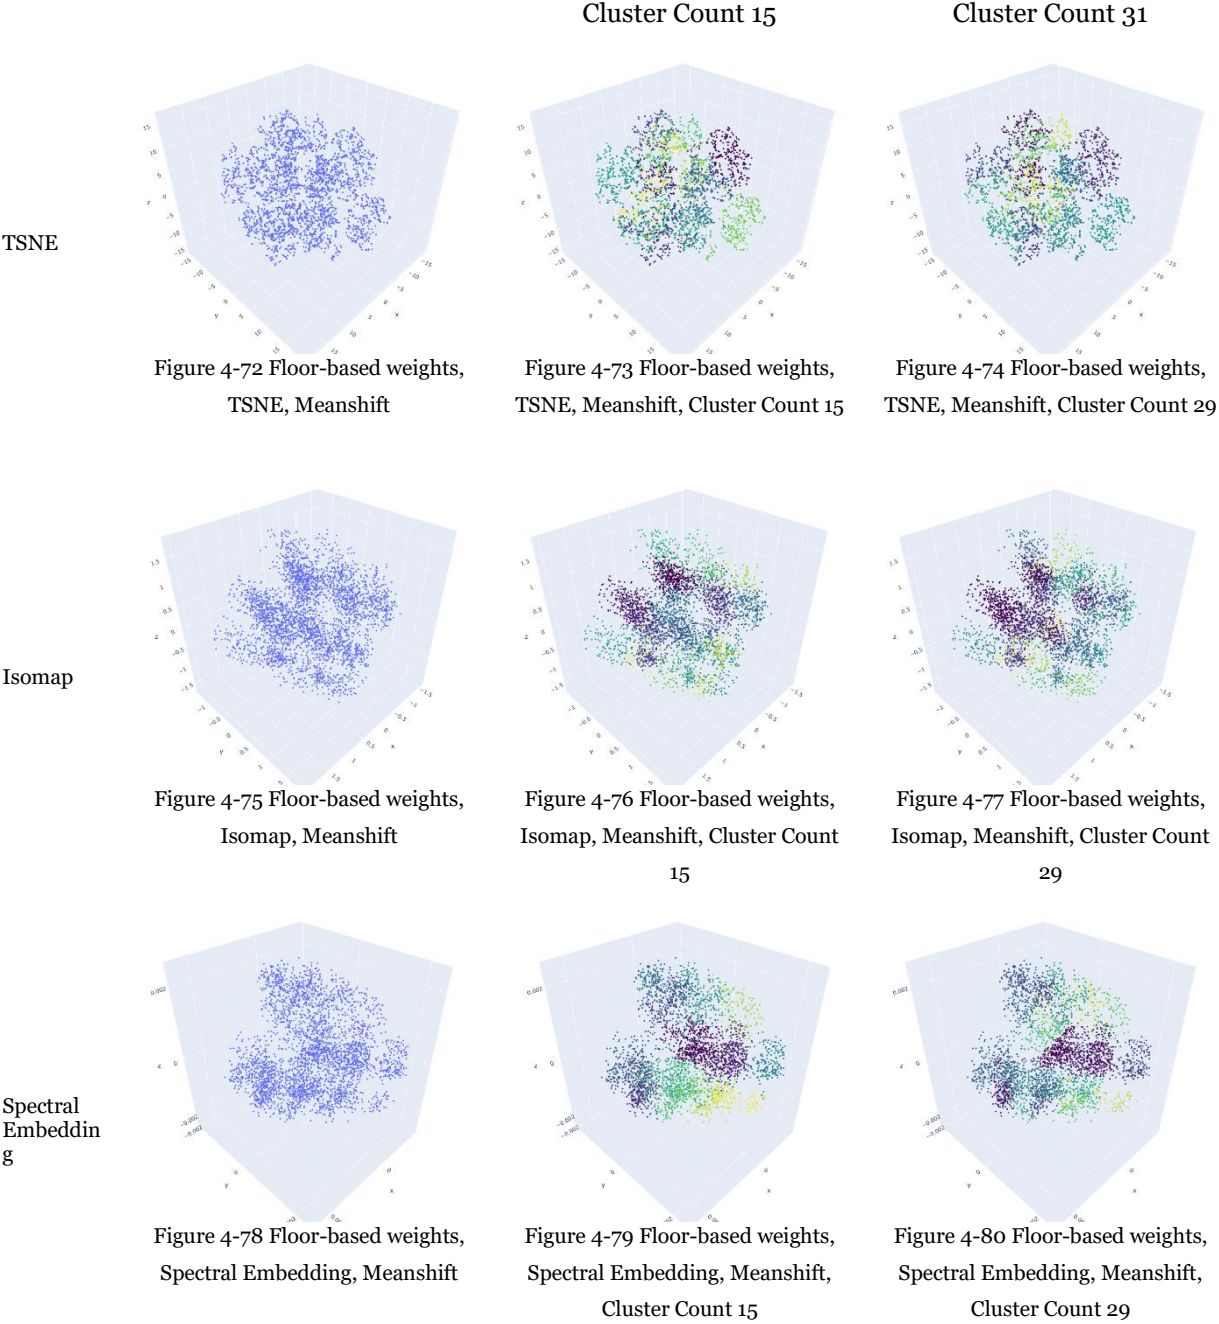 Cluster Count 15
Cluster Count 31
TSNE
Figure 4-72 Floor-based weights,
TSNE, Meanshift
Figure 4-73 Floor-based weights,
TSNE, Meanshift, Cluster Count 15
Figure 4-74 Floor-based weights,
TSNE, Meanshift, Cluster Count 29
Isomap
Figure 4-75 Floor-based weights,
Isomap, Meanshift
Figure 4-76 Floor-based weights,
Isomap, Meanshift, Cluster Count
15
Figure 4-77 Floor-based weights,
Isomap, Meanshift, Cluster Count
29
Spectral
Embeddin
g
Figure 4-78 Floor-based weights,
Spectral Embedding, Meanshift
Figure 4-79 Floor-based weights,
Spectral Embedding, Meanshift,
Cluster Count 15
Figure 4-80 Floor-based weights,
Spectral Embedding, Meanshift,
Cluster Count 29